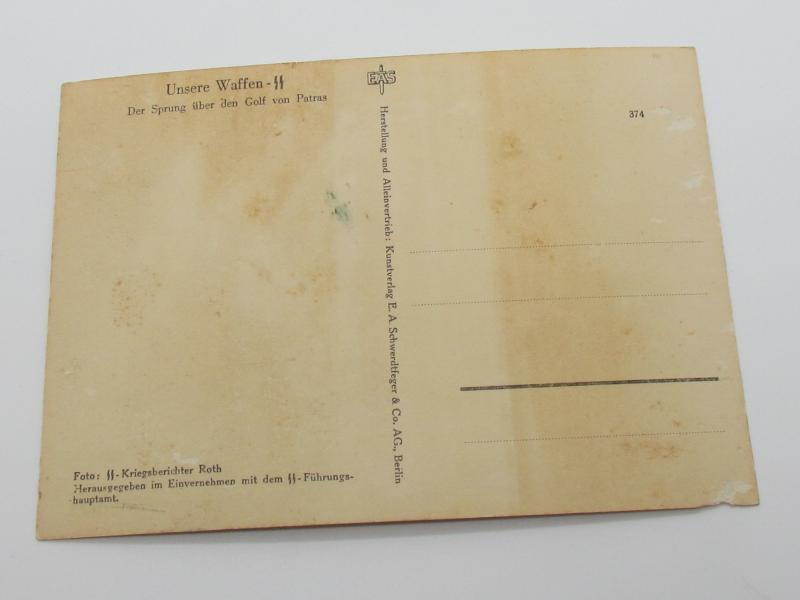 Unsere Waffen-ᛋᛋ
Der Sprung über den Golf von Patras
EAS
Herstellung und Alleinvertrieb: Kunstverlag E. A. Schwerdtfeger & Co. AG., Berlin
374
Foto: ᛋᛋ-Kriegsberichter Roth
Herausgegeben im Einvernehmen mit dem ᛋᛋ-Führungs-
hauptamt.